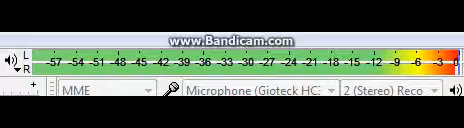 www.Bandicam.com
L
R
-57 -54 -51 -48 -45 -42 -39 -36 -33 -30 -27 -24 -21 -18 -15 -12 -9 -6 -3 0
MME Microphone (Gioteck HC 2 (Stereo) Reco